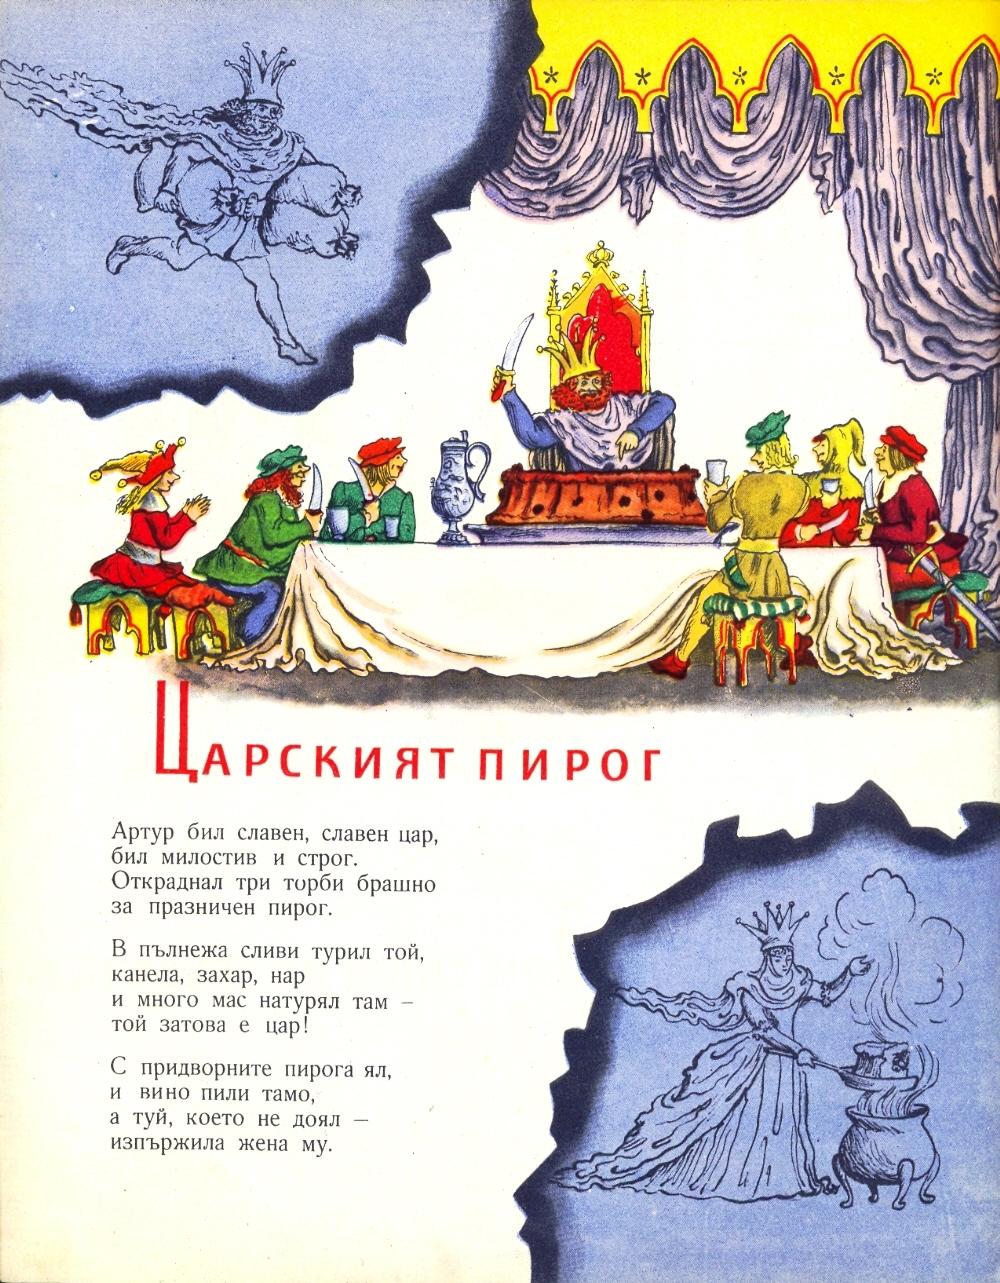 ЦАРСКИЯТ ПИРОГ
Артур бил славен, славен цар,
бил милостив и строг.
Откраднал три торби брашно
за празничен пирог.
В пълнежа сливи турил той,
канела, захар, нар
и много мас натурял там –
той затова е цар!
С придворните пирога ял,
и вино пили тамо,
а туй, което не доял –
изпържила жена му.